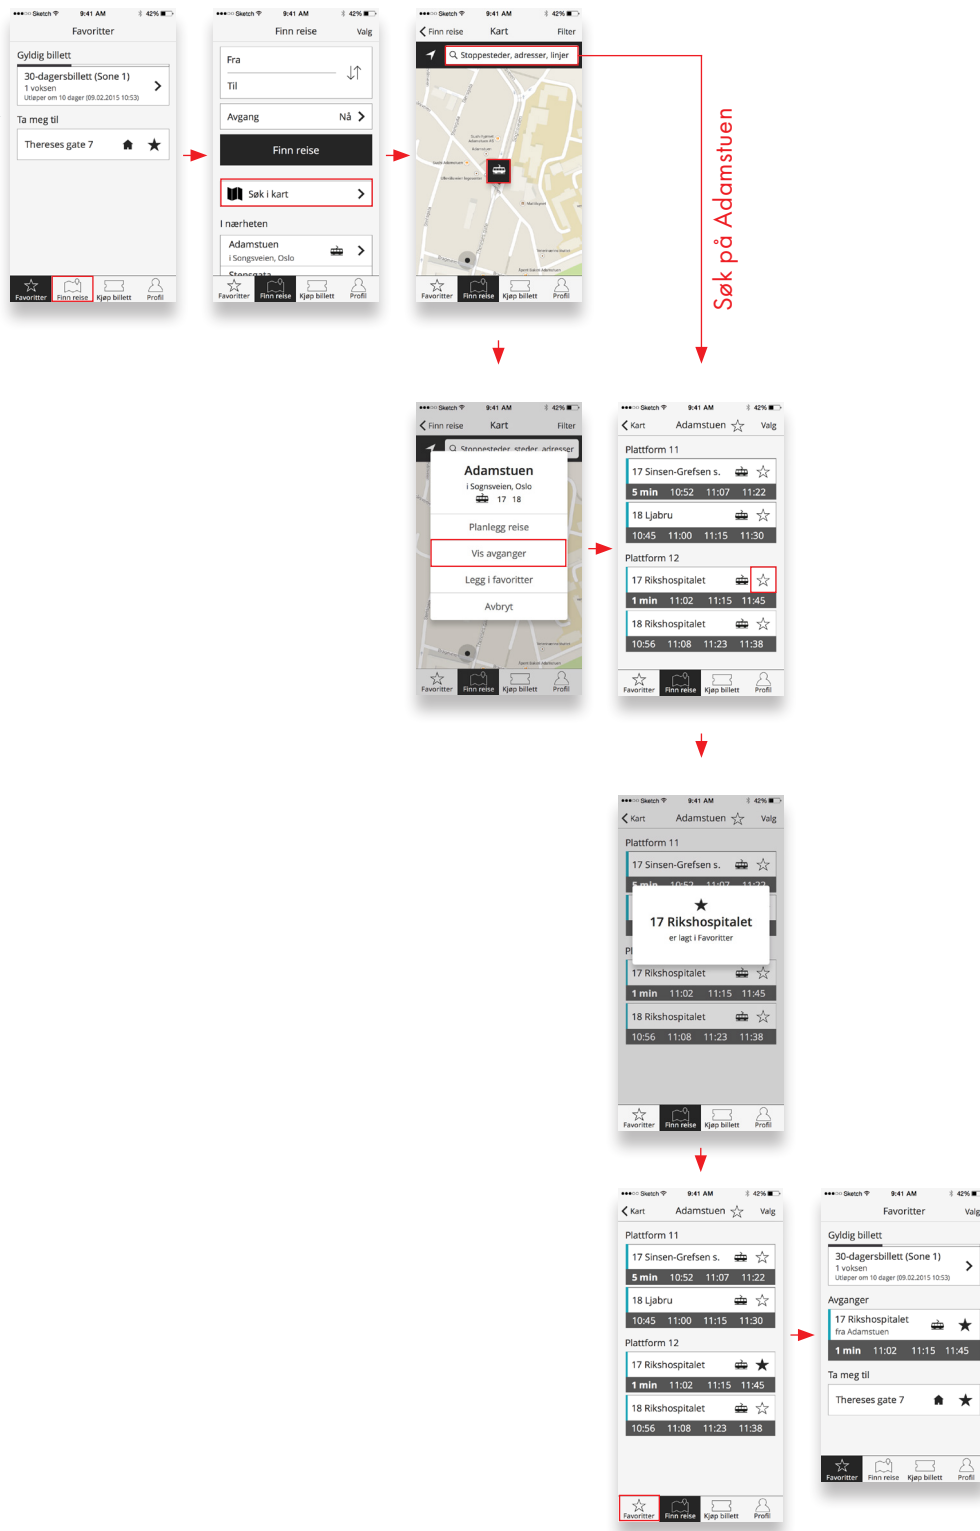 Sketch 9:41 AM 42%
Favoritter
Gyldig billett
30-dagersbillett (Sone 1)
1 voksen
Utløper om 10 dager (09.02.2015 10:53)
Ta meg til
Thereses gate 7
Favoritter Finn reise Kjøp billett Profil
Sketch 9:41 AM 42%
Finn reise Valg
Fra
Til
Avgang Nå
Finn reise
Søk i kart
I nærheten
Adamstuen
i Songsveien, Oslo
Stensgata
Favoritter Finn reise Kjøp billett Profil
Sketch 9:41 AM 42%
Finn reise Kart Filter
Stoppesteder, adresser, linjer
Favoritter Finn reise Kjøp billett Profil
Søk på Adamstuen
Sketch 9:41 AM 42%
Finn reise Kart Filter
Stoppesteder, steder, adresser
Adamstuen
i Sognsveien, Oslo
17 18
Planlegg reise
Vis avganger
Legg i favoritter
Avbryt
Favoritter Finn reise Kjøp billett Profil
Sketch 9:41 AM 42%
Kart Adamstuen Valg
Plattform 11
17 Sinsen-Grefsen s.
5 min 10:52 11:07 11:22
18 Ljabru
10:45 11:00 11:15 11:30
Plattform 12
17 Rikshospitalet
1 min 11:02 11:15 11:45
18 Rikshospitalet
10:56 11:08 11:23 11:38
Favoritter Finn reise Kjøp billett Profil
Sketch 9:41 AM 42%
Kart Adamstuen Valg
Plattform 11
17 Sinsen-Grefsen s.
5 min 10:52 11:07 11:22
17 Rikshospitalet
er lagt i Favoritter
Pl
17 Rikshospitalet
1 min 11:02 11:15 11:45
18 Rikshospitalet
10:56 11:08 11:23 11:38
Favoritter Finn reise Kjøp billett Profil
Sketch 9:41 AM 42%
Kart Adamstuen Valg
Plattform 11
17 Sinsen-Grefsen s.
5 min 10:52 11:07 11:22
18 Ljabru
10:45 11:00 11:15 11:30
Plattform 12
17 Rikshospitalet
1 min 11:02 11:15 11:45
18 Rikshospitalet
10:56 11:08 11:23 11:38
Favoritter Finn reise Kjøp billett Profil
Sketch 9:41 AM 42%
Favoritter Valg
Gyldig billett
30-dagersbillett (Sone 1)
1 voksen
Utløper om 10 dager (09.02.2015 10:53)
Avganger
17 Rikshospitalet
fra Adamstuen
1 min 11:02 11:15 11:45
Ta meg til
Thereses gate 7
Favoritter Finn reise Kjøp billett Profil